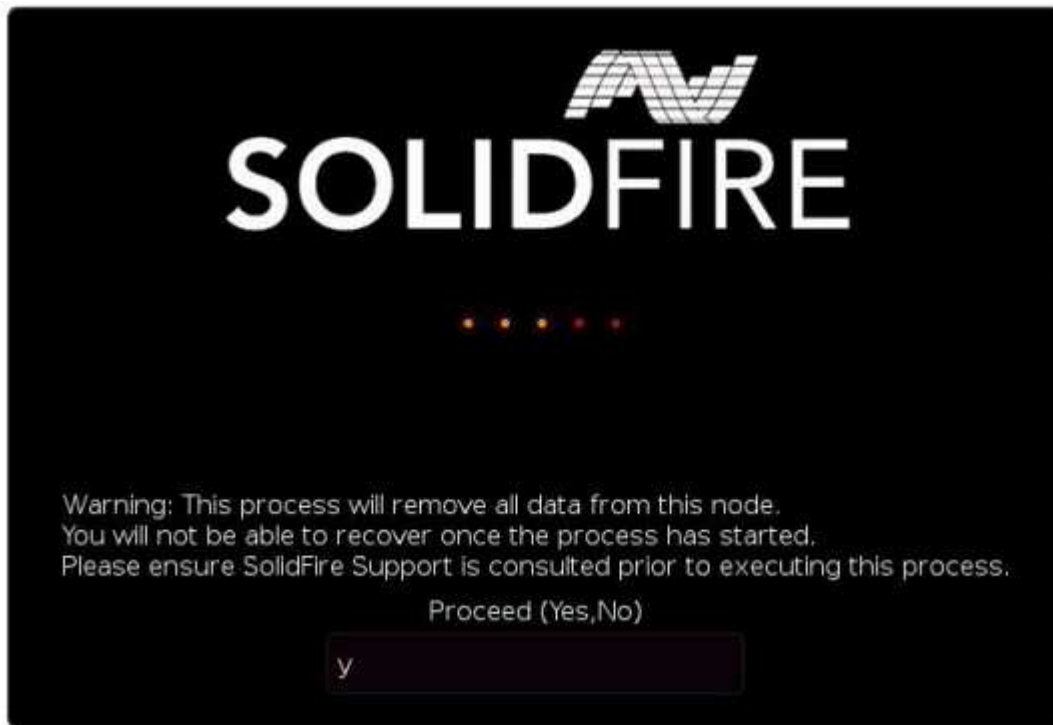 SOLIDFIRE
Warning: This process will remove all data from this node.
You will not be able to recover once the process has started.
Please ensure SolidFire Support is consulted prior to executing this process.
Proceed (Yes,No)
y